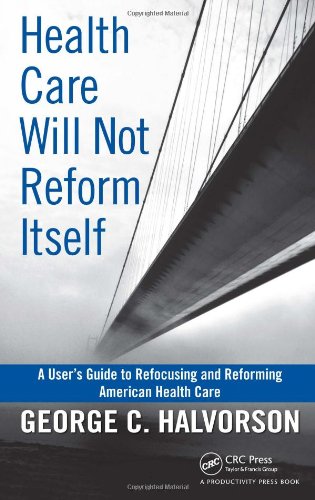 Health
Care
Will Not
Reform
Itself
A User's Guide to Refocusing and Reforming
American Health Care
GEORGE C. HALVORSON
CRC
CRC Press
Taylor & Francis Group
A PRODUCTIVITY PRESS BOOK